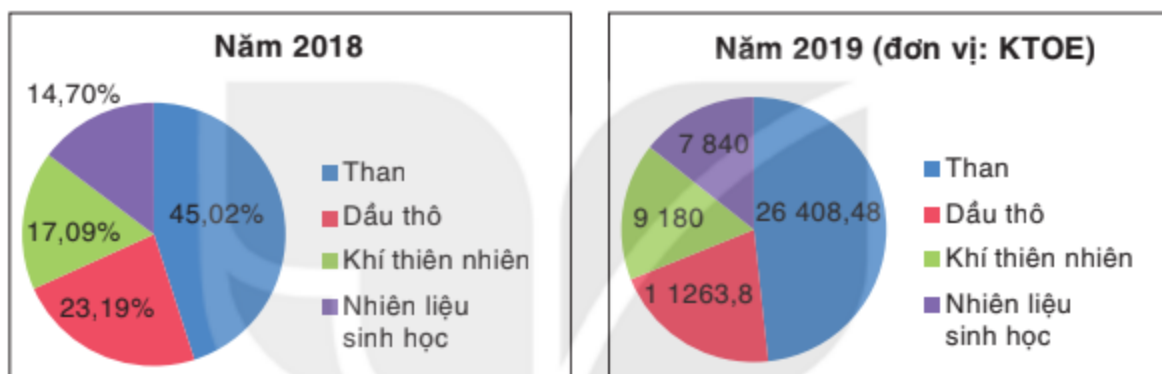 Năm 2018
14,70%
45,02%
17,09%
23,19%
Than
Dầu thô
Khí thiên nhiên
Nhiên liệu
sinh học
Năm 2019 (đơn vị: KTOE)
7 840
26 408,48
9 180
1 1263,8
Than
Dầu thô
Khí thiên nhiên
Nhiên liệu
sinh học